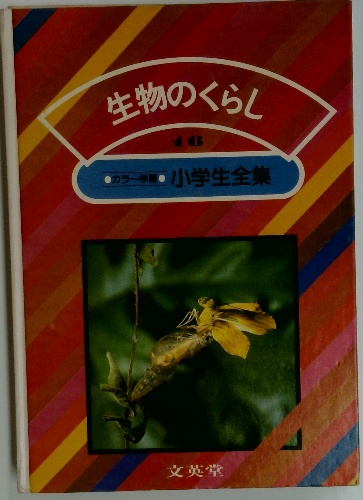 生物のくらし
●カラー学習● 小学生全集
文英堂